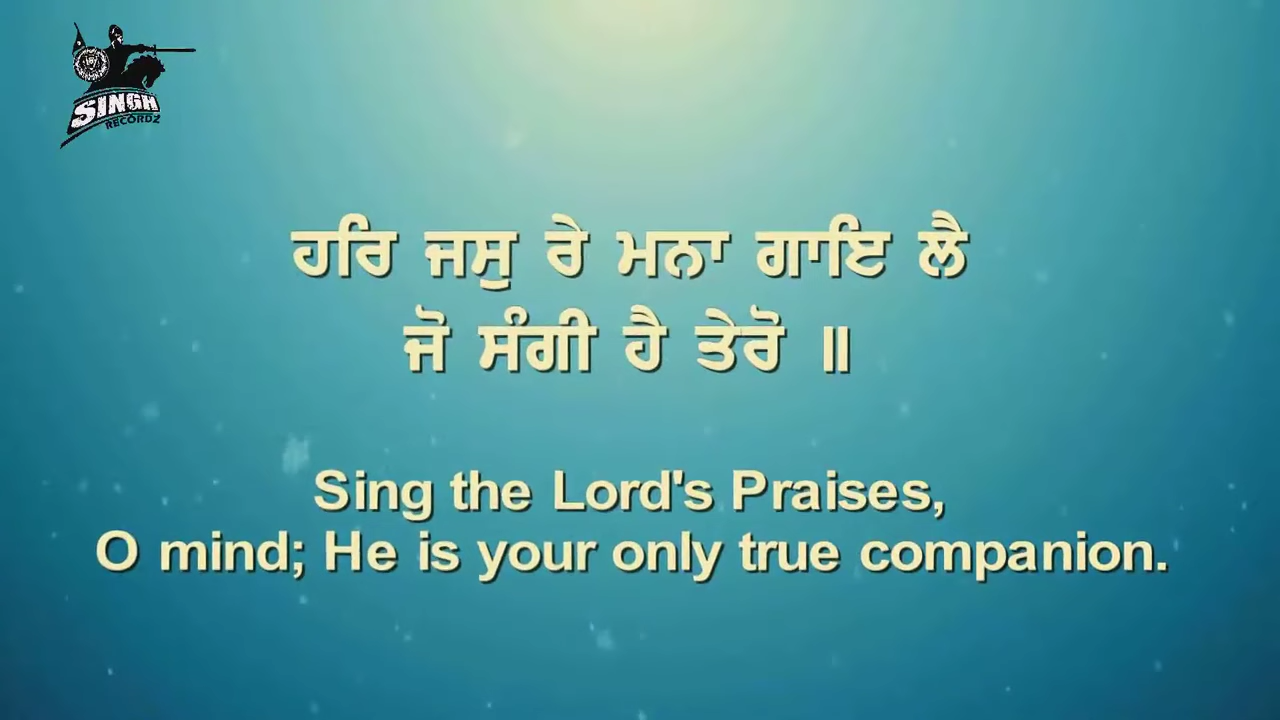 SINGH
RECORDZ
ਹਰਿ ਜਸੁ ਰੇ ਮਨਾ ਗਾਇ ਲੈ
ਜੋ ਸੰਗੀ ਹੈ ਤੇਰੋ ॥
Sing the Lord's Praises,
O mind; He is your only true companion.